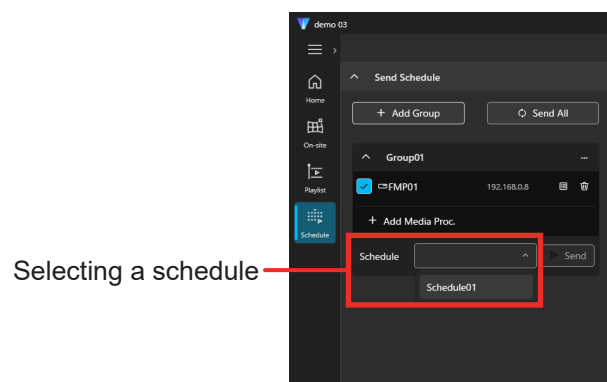 demo 03
Send Schedule
Home
+ Add Group
Send All
On-site
Group01
...
Playlist
FMP01 192.168.0.8
+ Add Media Proc.
Schedule
Selecting a schedule
Schedule
Send
Schedule01